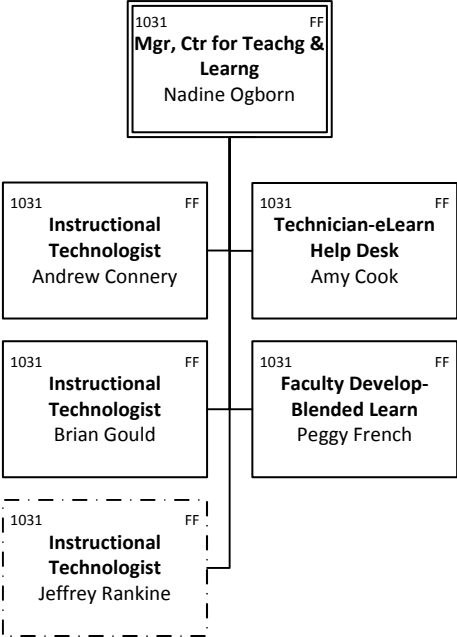 1031 FF
Mgr, Ctr for Teachg &
Learng
Nadine Ogborn
1031 FF
Instructional
Technologist
Andrew Connery
1031 FF
Technician-eLearn
Help Desk
Amy Cook
1031 FF
Instructional
Technologist
Brian Gould
1031 FF
Faculty Develop-
Blended Learn
Peggy French
1031 FF
Instructional
Technologist
Jeffrey Rankine